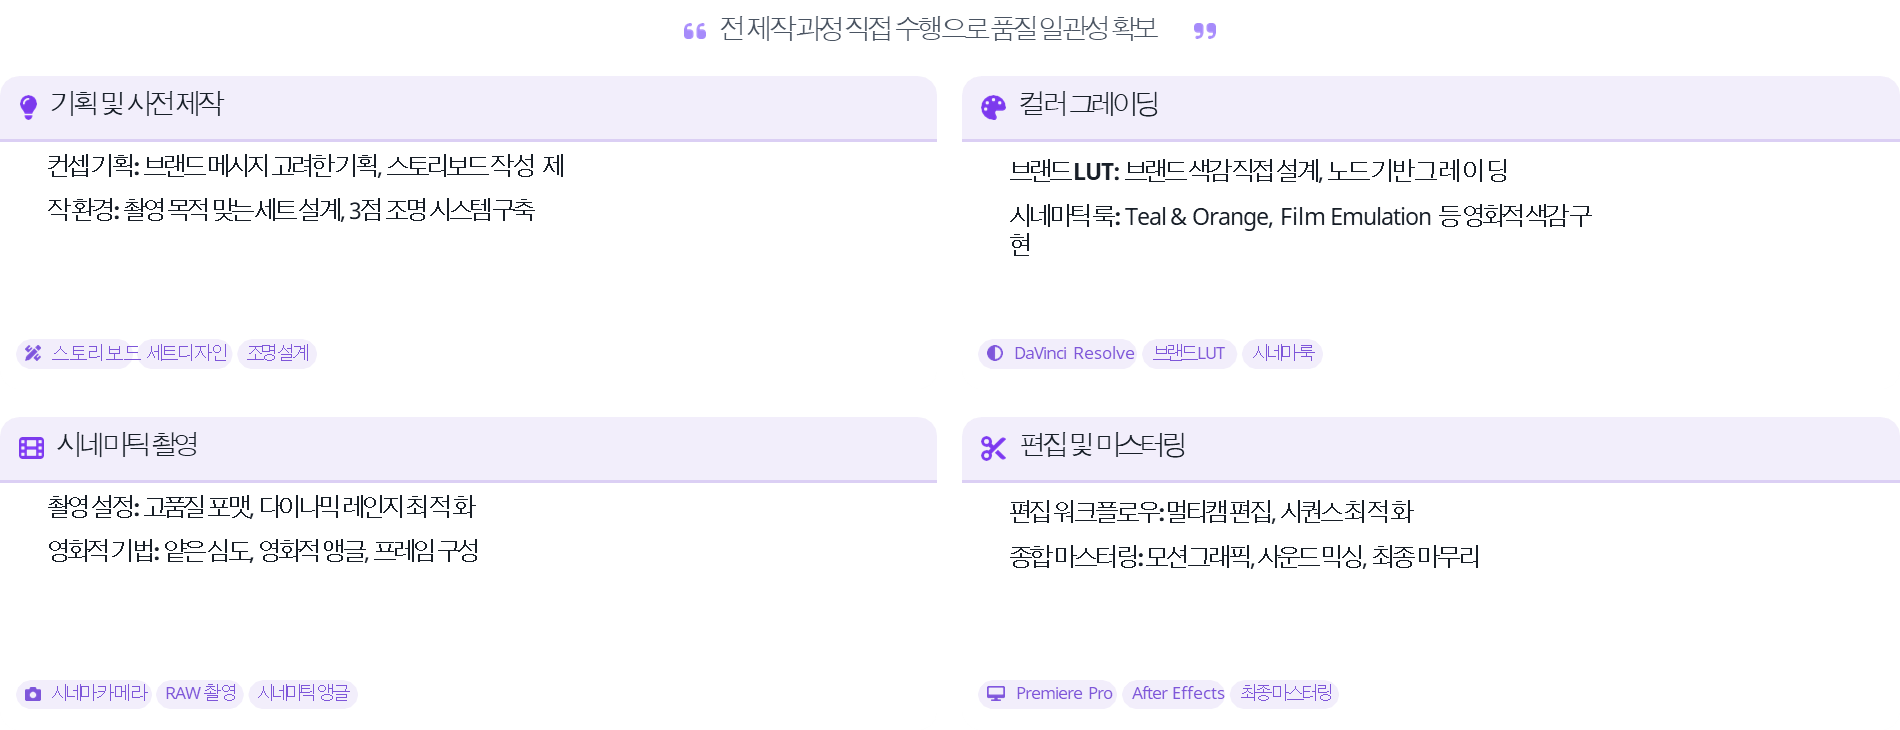 전 제작 과정 직접 수행으로 품질 일관성 확보
기획 및 사전 제작
컨셉 기획: 브랜드 메시지 고려한 기획, 스토리보드 작성 제
작 환경: 촬영 목적 맞는 세트 설계, 3점 조명 시스템 구축
스토리보드 세트 디자인 조명 설계
컬러 그레이딩
브랜드 LUT: 브랜드 색감 직접 설계, 노드 기반 그레이딩
시네마틱 룩: Teal & Orange, Film Emulation 등 영화적 색감 구
현
DaVinci Resolve 브랜드 LUT 시네마 룩
시네마틱 촬영
촬영 설정: 고품질 포맷, 다이나믹 레인지 최적화
영화적 기법: 얕은 심도, 영화적 앵글, 프레임 구성
시네마 카메라 RAW 촬영 시네마틱 앵글
편집 및 마스터링
편집 워크플로우: 멀티캠 편집, 시퀀스 최적화
종합 마스터링: 모션 그래픽, 사운드 믹싱, 최종 마무리
Premiere Pro After Effects 최종 마스터링